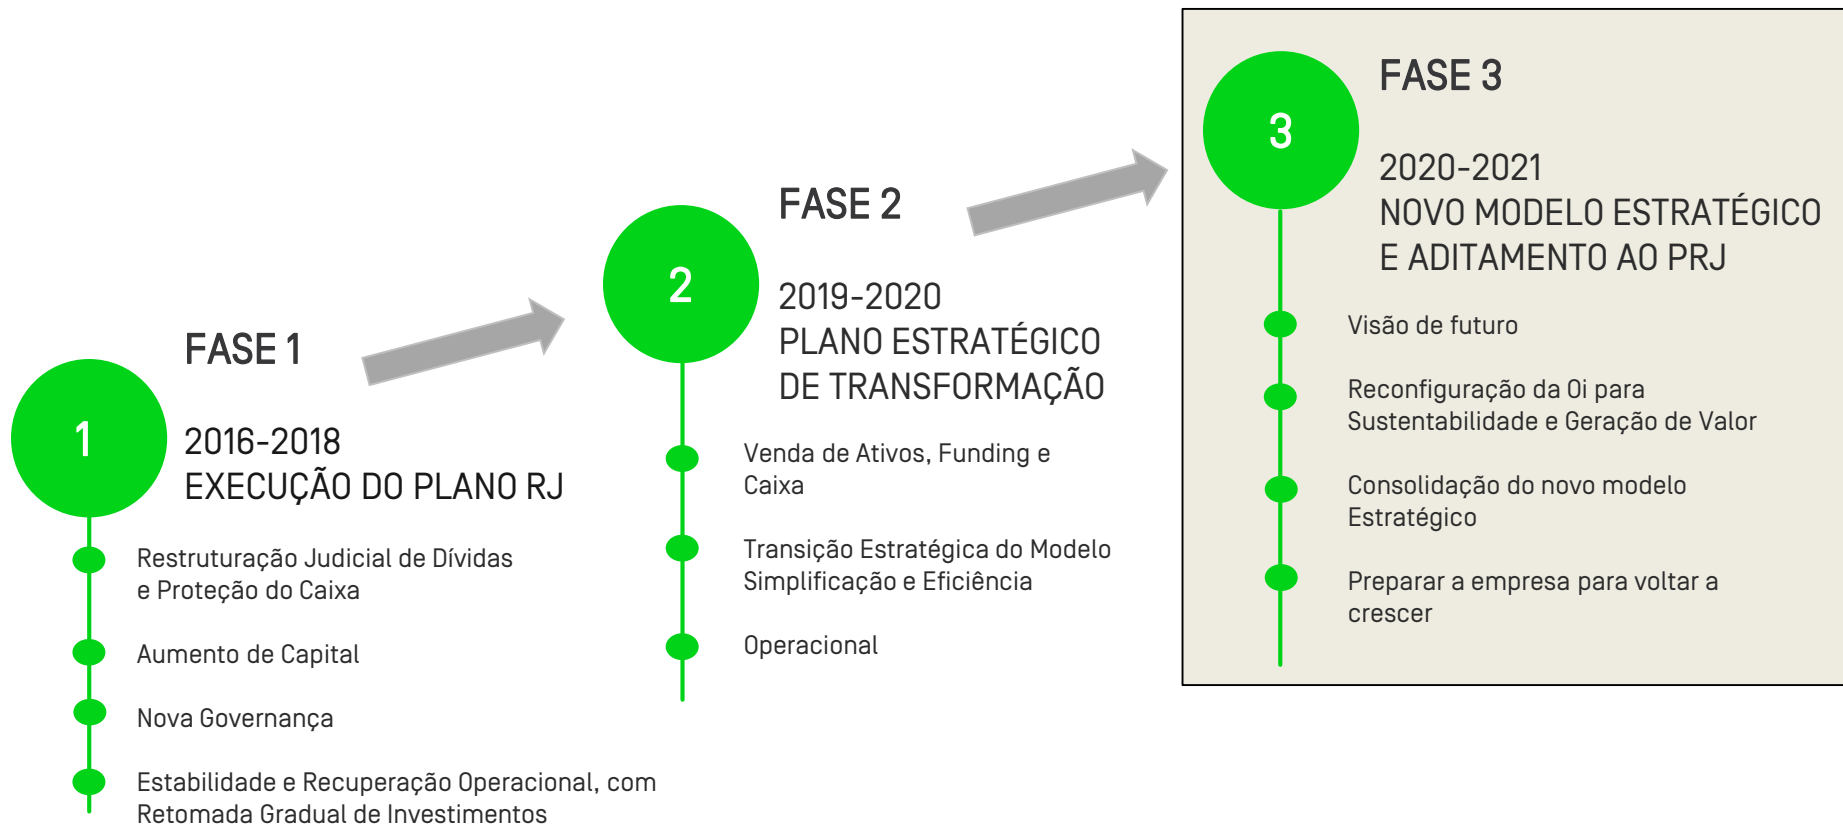 1
FASE 1
2016-2018
EXECUÇÃO DO PLANO RJ
Restruturação Judicial de Dívidas
e Proteção do Caixa
Aumento de Capital
Nova Governança
Estabilidade e Recuperação Operacional, com
Retomada Gradual de Investimentos
2
FASE 2
2019-2020
PLANO ESTRATÉGICO
DE TRANSFORMAÇÃO
Venda de Ativos, Funding e
Caixa
Transição Estratégica do Modelo
Simplificação e Eficiência
Operacional
3
FASE 3
2020-2021
NOVO MODELO ESTRATÉGICO
E ADITAMENTO AO PRJ
Visão de futuro
Reconfiguração da Oi para
Sustentabilidade e Geração de Valor
Consolidação do novo modelo
Estratégico
Preparar a empresa para voltar a
crescer